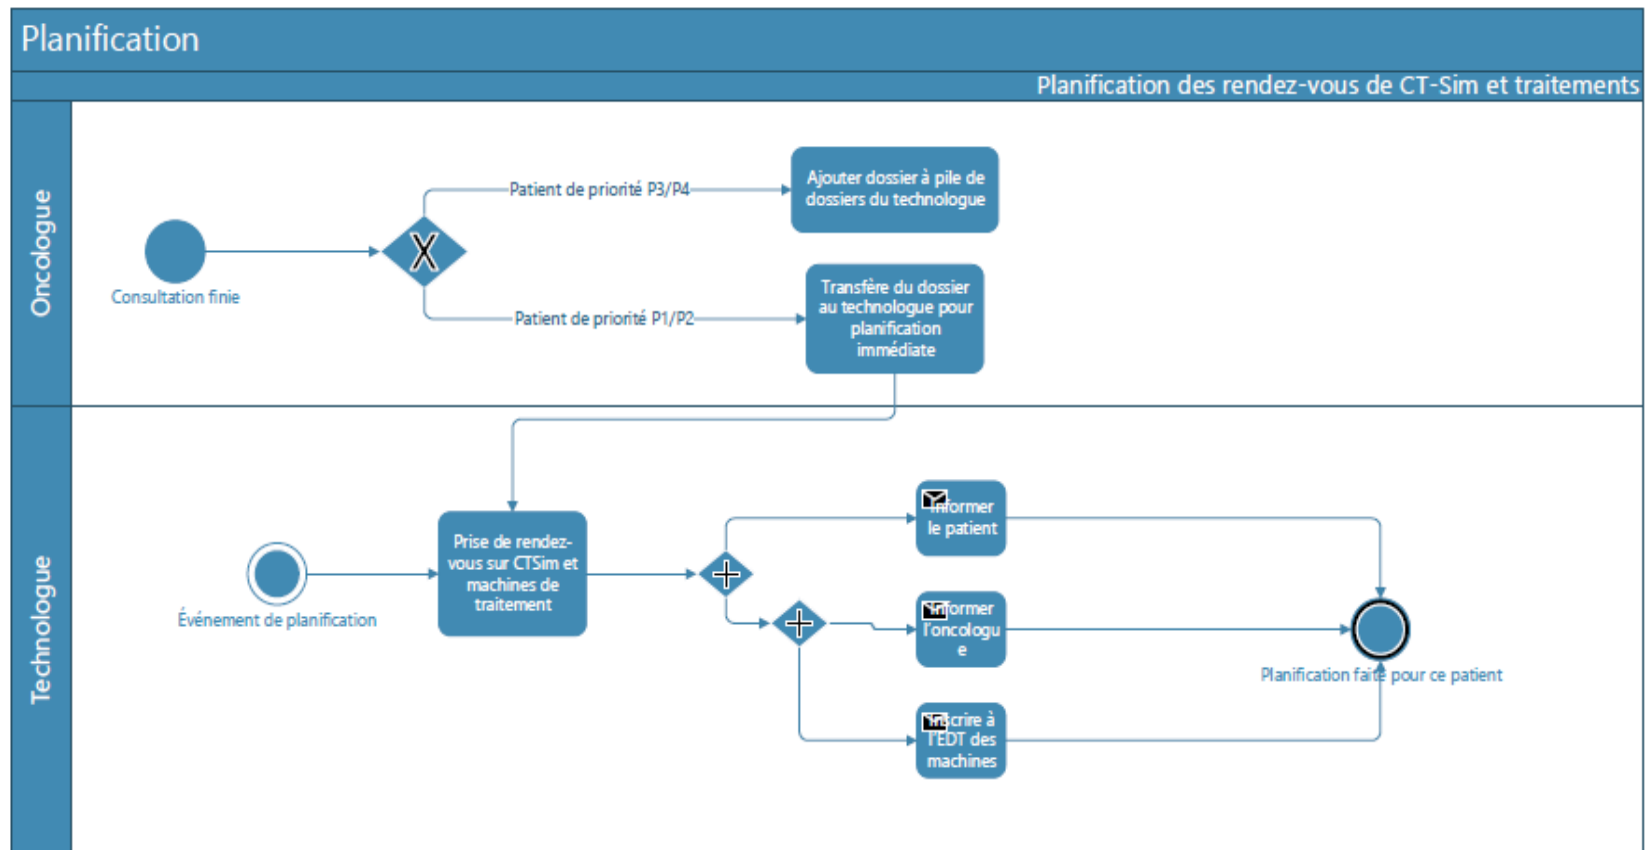 Planification
Planification des rendez-vous de CT-Sim et traitements
Oncologue
Consultation finie
X
Patient de priorité P3/P4
Ajouter dossier à pile de
dossiers du technologue
Patient de priorité P1/P2
Transfère du dossier
au technologue pour
planification
immédiate
Technologue
Événement de planification
Prise de rendez-
vous sur CTSim et
machines de
traitement
Informer
le patient
Informer
l'oncologu
e
Inscrire à
l'EDT des
machines
Planification faite pour ce patient